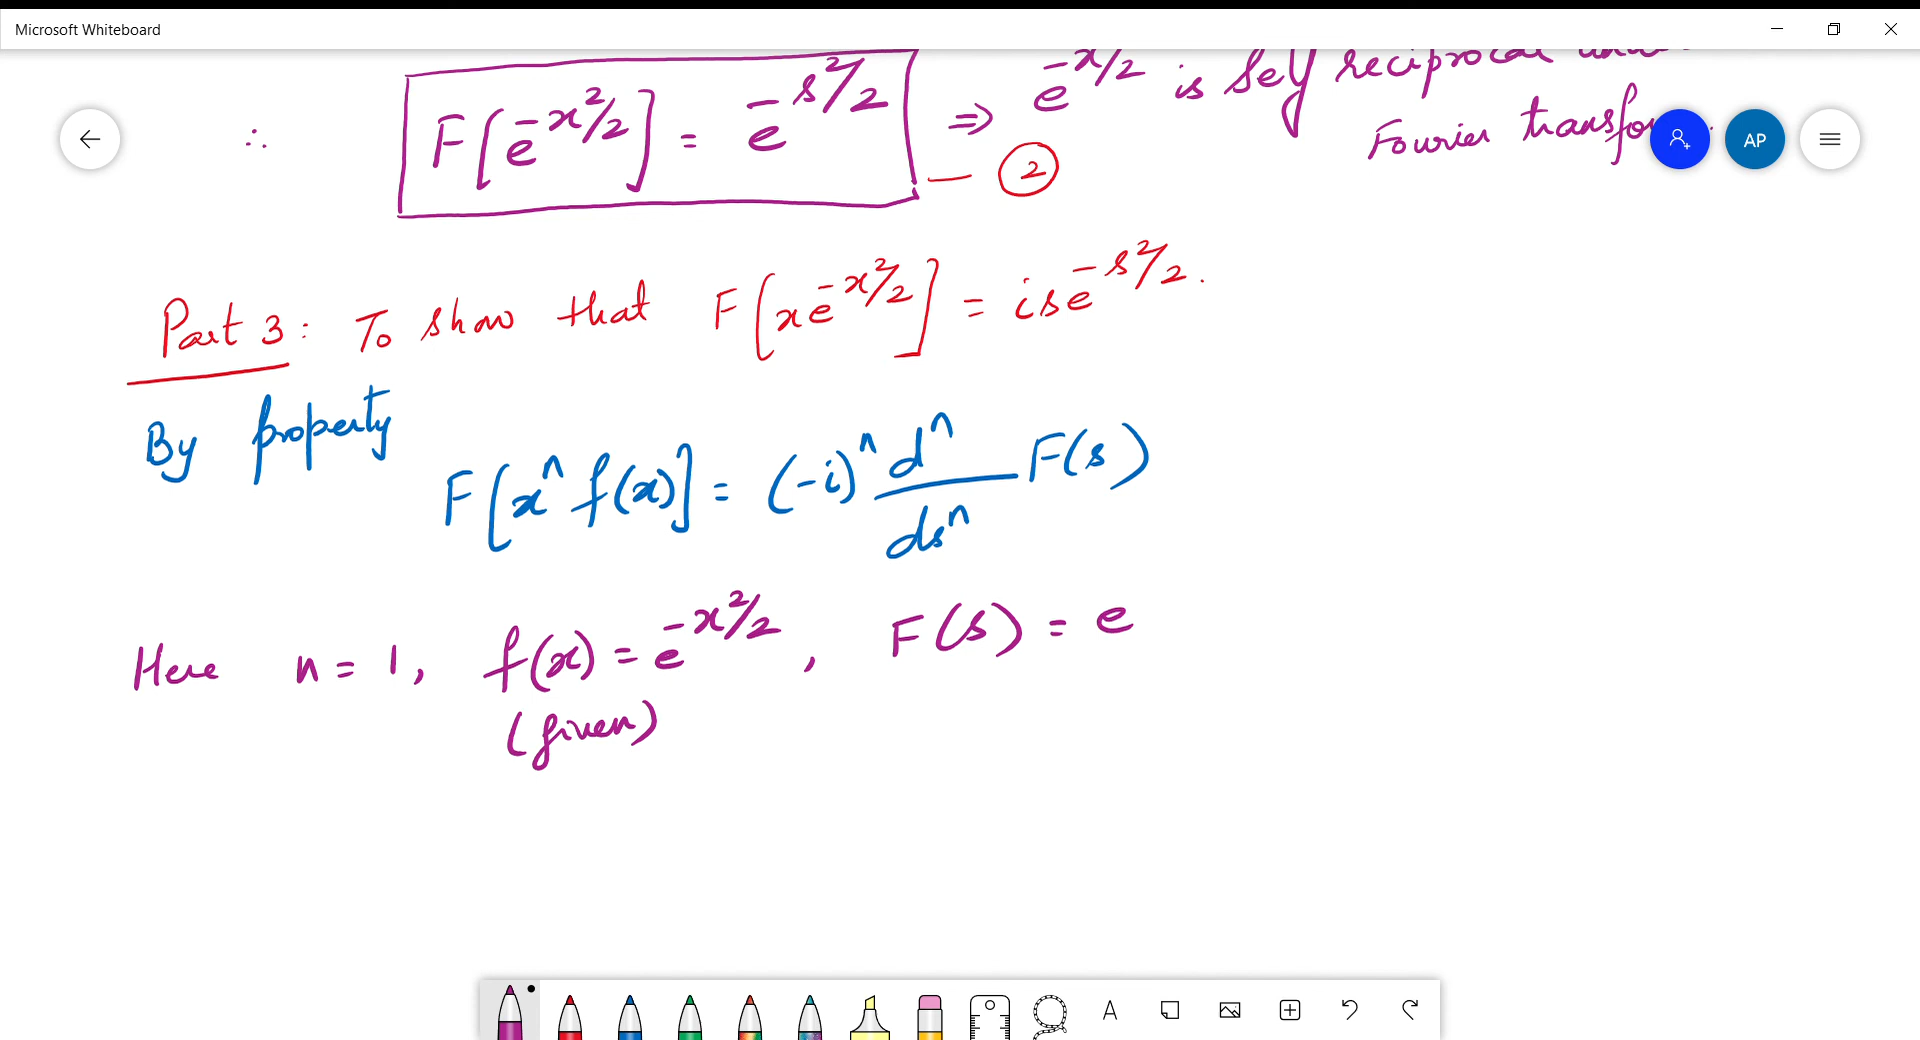 Microsoft Whiteboard
∴ F[e^{-x²/2}] = e^{-s²/2} ⇒ e^{-x/2} is self reciprocal
Fourier transfo
— ②
AP
Part 3: To show that F[xe^{-x²/2}] = ise^{-s²/2}.
By property
F[x^n f(x)] = (-i)^n d^n/ds^n F(s)
Here n = 1, f(x) = e^{-x²/2}, F(s) = e
(given)
A